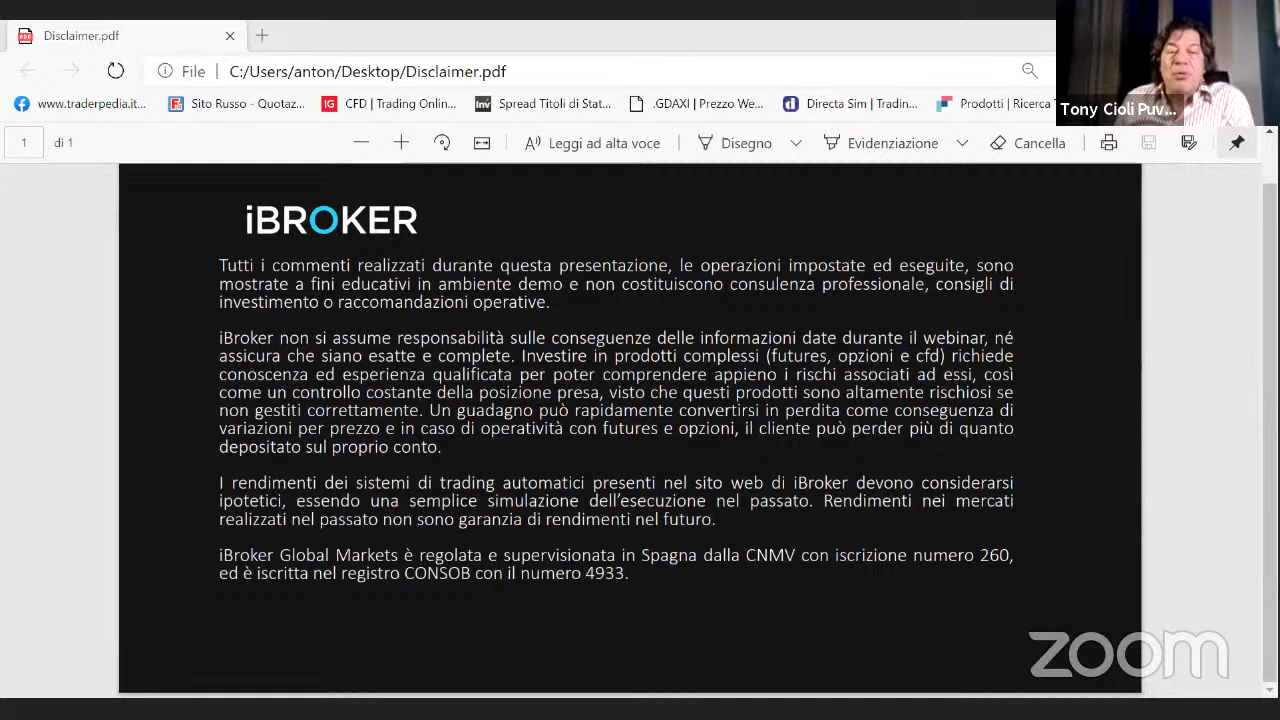 Disclaimer.pdf
File
C:/Users/anton/Desktop/Disclaimer.pdf
www.traderpedia.it...
Sito Russo - Quotaz...
IG
CFD | Trading Onlin...
Inv
Spread Titoli di Stat...
.GDAXI | Prezzo We...
Directa Sim | Tradin...
Prodotti | Ricerca
Tony Cioli Puv...
1
di 1
Leggi ad alta voce
Disegno
Evidenziazione
Cancella
iBROKER
Tutti i commenti realizzati durante questa presentazione, le operazioni impostate ed eseguite, sono
mostrate a fini educativi in ambiente demo e non costituiscono consulenza professionale, consigli di
investimento o raccomandazioni operative.
iBroker non si assume responsabilità sulle conseguenze delle informazioni date durante il webinar, né
assicura che siano esatte e complete. Investire in prodotti complessi (futures, opzioni e cfd) richiede
conoscenza ed esperienza qualificata per poter comprendere appieno i rischi associati ad essi, così
come un controllo costante della posizione presa, visto che questi prodotti sono altamente rischiosi se
non gestiti correttamente. Un guadagno può rapidamente convertirsi in perdita come conseguenza di
variazioni per prezzo e in caso di operatività con futures e opzioni, il cliente può perder più di quanto
depositato sul proprio conto.
I rendimenti dei sistemi di trading automatici presenti nel sito web di iBroker devono considerarsi
ipotetici, essendo una semplice simulazione dell'esecuzione nel passato. Rendimenti nei mercati
realizzati nel passato non sono garanzia di rendimenti nel futuro.
iBroker Global Markets è regolata e supervisionata in Spagna dalla CNMV con iscrizione numero 260,
ed è iscritta nel registro CONSOB con il numero 4933.
zoom